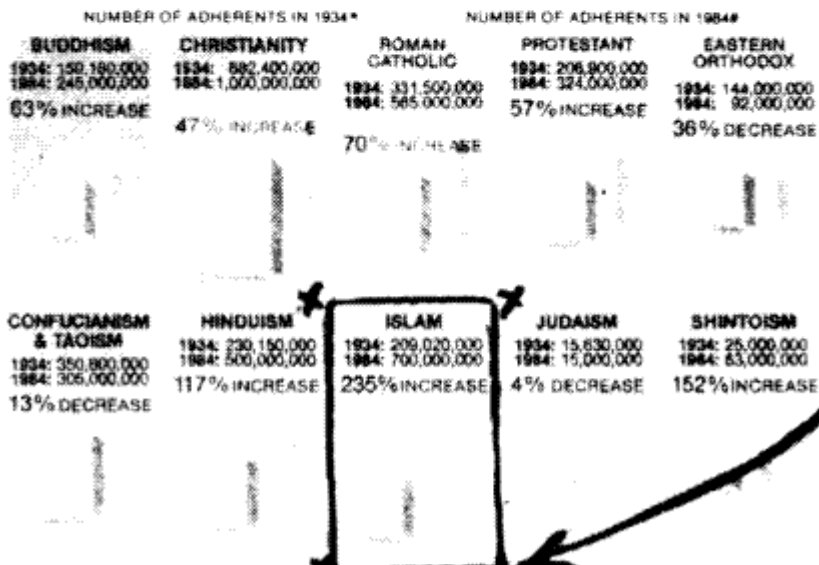 NUMBER OF ADHERENTS IN 1934*
NUMBER OF ADHERENTS IN 1984#
BUDDHISM
1934: 150,180,000
1984: 245,000,000
63% INCREASE
CHRISTIANITY
1934: 682,400,000
1984: 1,000,000,000
47% INCREASE
ROMAN
CATHOLIC
1934: 331,500,000
1984: 565,000,000
70% INCREASE
PROTESTANT
1934: 206,900,000
1984: 324,000,000
57% INCREASE
EASTERN
ORTHODOX
1934: 144,000,000
1984: 92,000,000
36% DECREASE
CONFUCIANISM
& TAOISM
1934: 350,600,000
1984: 305,000,000
13% DECREASE
HINDUISM
1934: 230,150,000
1984: 500,000,000
117% INCREASE
ISLAM
1934: 209,020,000
1984: 700,000,000
235% INCREASE
JUDAISM
1934: 15,630,000
1984: 15,000,000
4% DECREASE
SHINTOISM
1934: 25,000,000
1984: 63,000,000
152% INCREASE